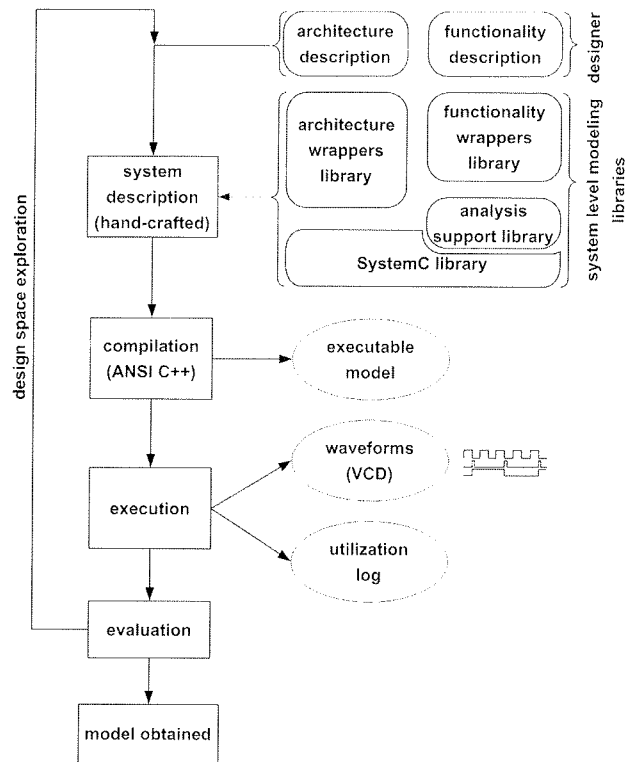 architecture
description
functionality
description
designer
architecture
wrappers
library
functionality
wrappers
library
system
description
(hand-crafted)
analysis
support library
SystemC library
system level modeling
libraries
design space exploration
compilation
(ANSI C++)
executable
model
waveforms
(VCD)
execution
utilization
log
evaluation
model obtained